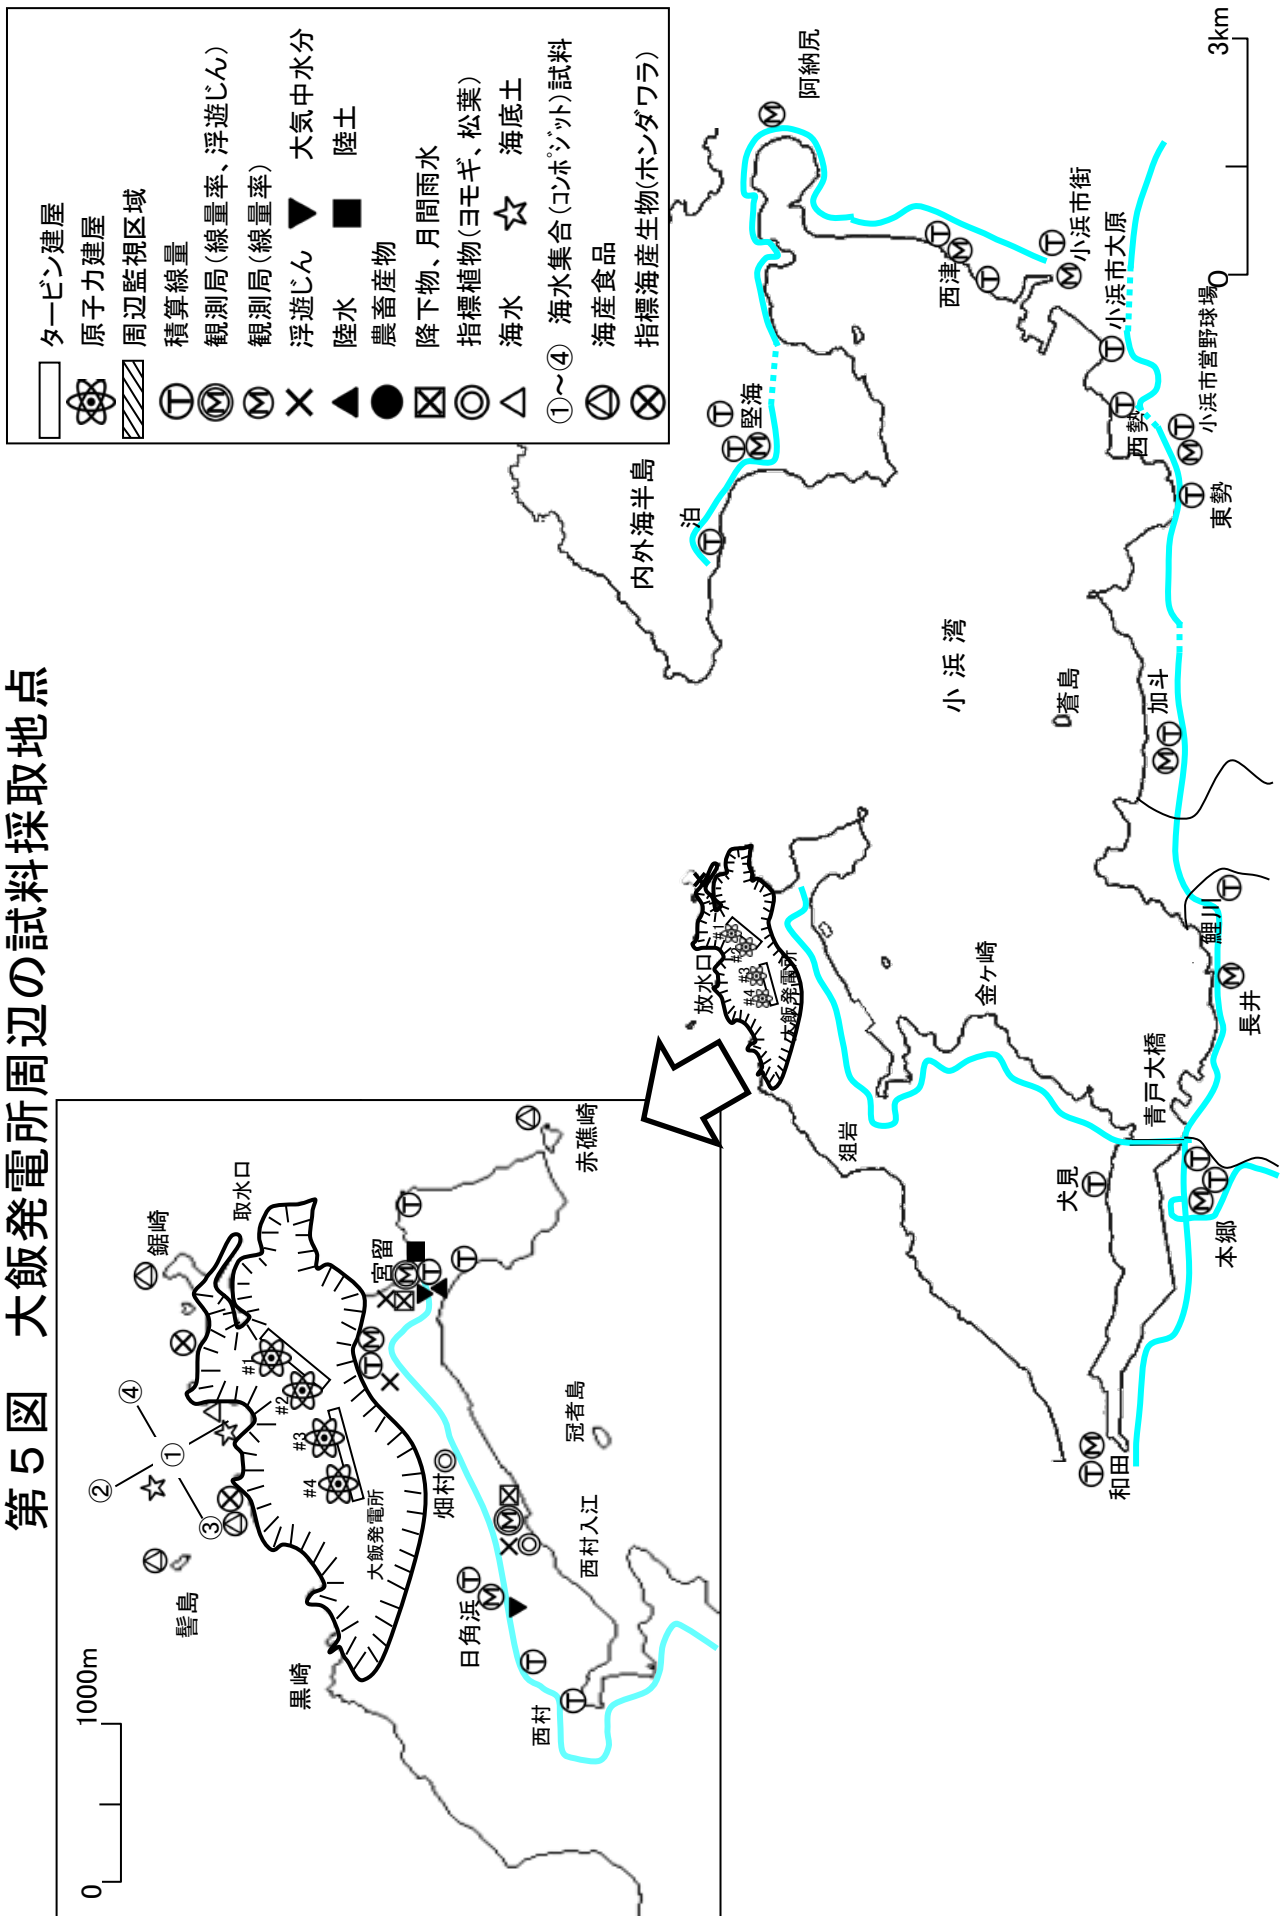 第５図　大飯発電所周辺の試料採取地点
タービン建屋
原子力建屋
周辺監視区域
Ⓣ 積算線量
Ⓜ 観測局(線量率、浮遊じん)
Ⓜ 観測局(線量率)
× 浮遊じん ▼ 大気中水分
▲ 陸水 ■ 陸土
● 農畜産物
降下物、月間雨水
◎ 指標植物(ヨモギ、松葉)
△ 海水 ☆ 海底土
①～④ 海水集合(コンポジット)試料
海産食品
⊗ 指標海産生物(ホンダワラ)
0
1000m
鋸崎
取水口
赤礁崎
宮留
④
②
①
③
#1
#2
#3
#4
大飯発電所
髻島
黒崎
畑村
冠者島
西村入江
日角浜
西村
放水口
#1
#2
#3
#4
大飯発電所
爼岩
金ヶ崎
青戸大橋
犬見
本郷
和田
長井
鯉川
加斗
蒼島
小浜湾
内外海半島
泊
堅海
阿納尻
西津
小浜市街
小浜市大原
小浜市営野球場
西勢
東勢
0
3km